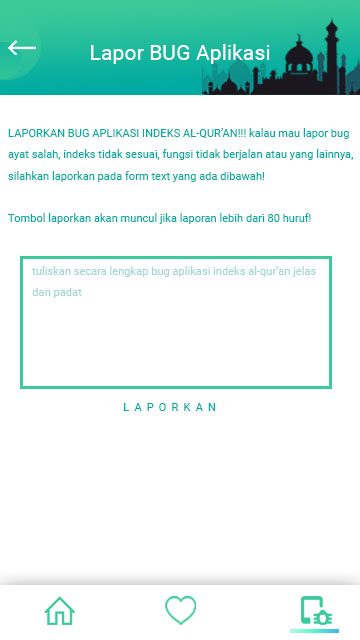 Lapor BUG Aplikasi
LAPORKAN BUG APLIKASI INDEKS AL-QUR'AN!!! kalau mau lapor bug
ayat salah, indeks tidak sesuai, fungsi tidak berjalan atau yang lainnya,
silahkan laporkan pada form text yang ada dibawah!
Tombol laporkan akan muncul jika laporan lebih dari 80 huruf!
tuliskan secara lengkap bug aplikasi indeks al-qur'an jelas
dan padat
LAPORKAN